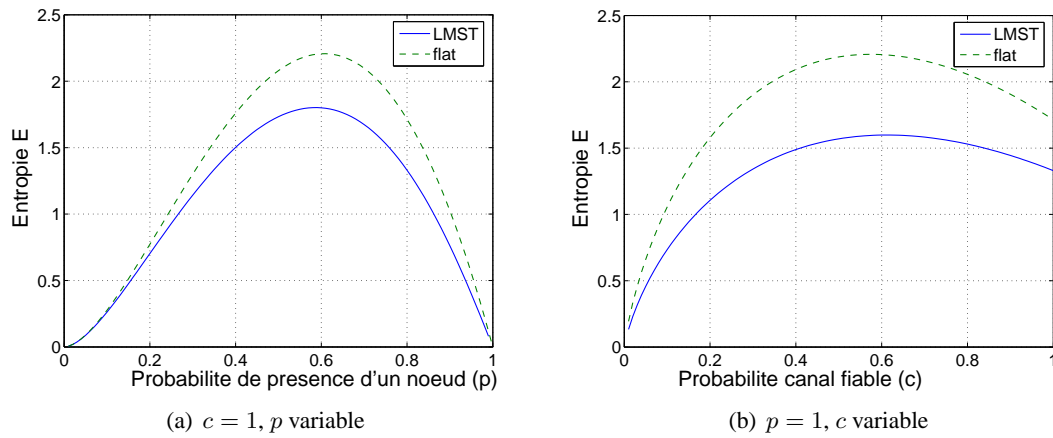 2.5
2
1.5
1
0.5
0
0 0.2 0.4 0.6 0.8 1
Entropie E
Probabilite de presence d'un noeud (p)
LMST
flat
(a) c = 1, p variable
2.5
2
1.5
1
0.5
0
0 0.2 0.4 0.6 0.8 1
Entropie E
Probabilite canal fiable (c)
LMST
flat
(b) p = 1, c variable